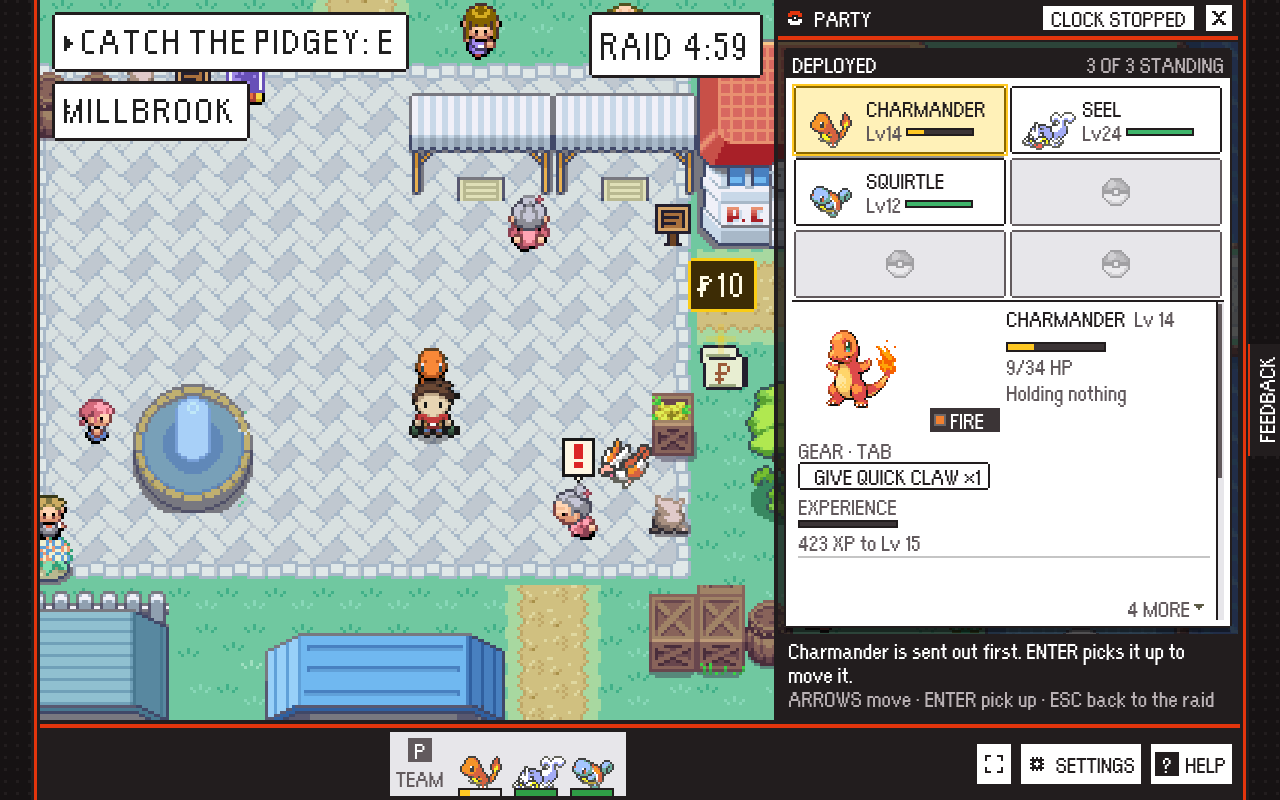 ▸CATCH THE PIDGEY: E
RAID 4:59
MILLBROOK
P.C
₽10
₽
!
PARTY
CLOCK STOPPED
X
DEPLOYED
3 OF 3 STANDING
CHARMANDER
Lv14
SEEL
Lv24
SQUIRTLE
Lv12
CHARMANDER Lv 14
9/34 HP
Holding nothing
FIRE
GEAR · TAB
GIVE QUICK CLAW ×1
EXPERIENCE
423 XP to Lv 15
4 MORE
Charmander is sent out first. ENTER picks it up to
move it.
ARROWS move · ENTER pick up · ESC back to the raid
FEEDBACK
P
TEAM
SETTINGS
? HELP